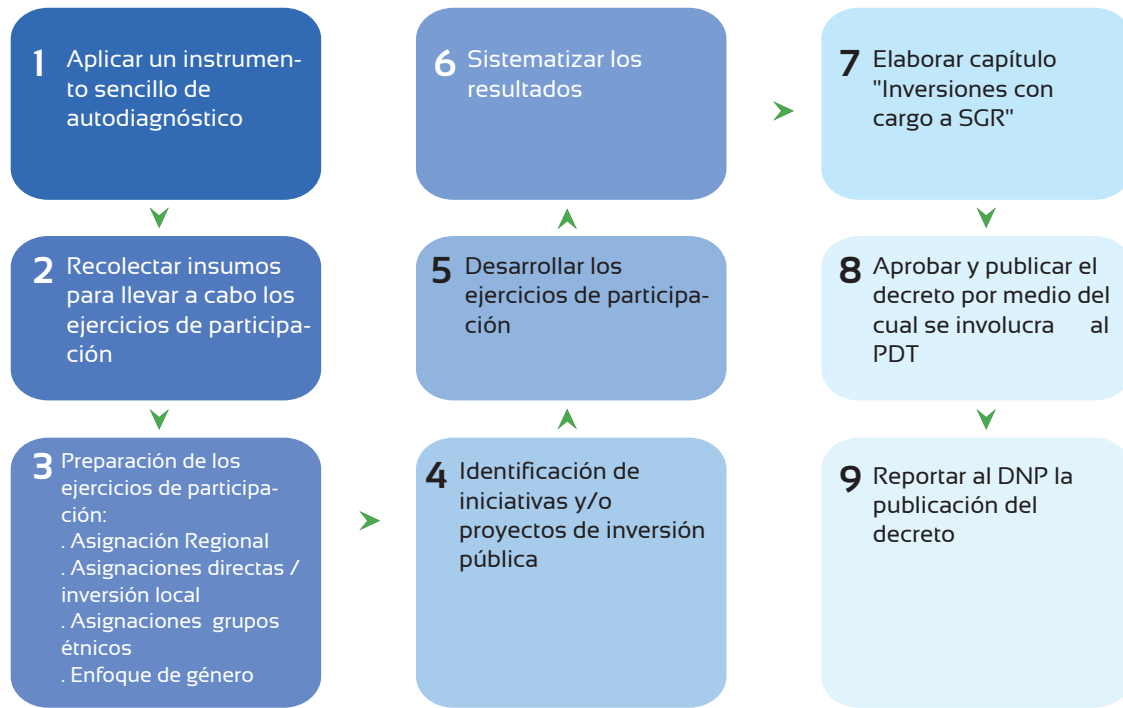 1 Aplicar un instrumen-
to sencillo de
autodiagnóstico
2 Recolectar insumos
para llevar a cabo los
ejercicios de participa-
ción
3 Preparación de los
ejercicios de participa-
ción:
. Asignación Regional
. Asignaciones directas /
inversión local
. Asignaciones grupos
étnicos
. Enfoque de género
4 Identificación de
iniciativas y/o
proyectos de inversión
pública
5 Desarrollar los
ejercicios de participa-
ción
6 Sistematizar los
resultados
7 Elaborar capítulo
"Inversiones con
cargo a SGR"
8 Aprobar y publicar el
decreto por medio del
cual se involucra al
PDT
9 Reportar al DNP la
publicación del
decreto